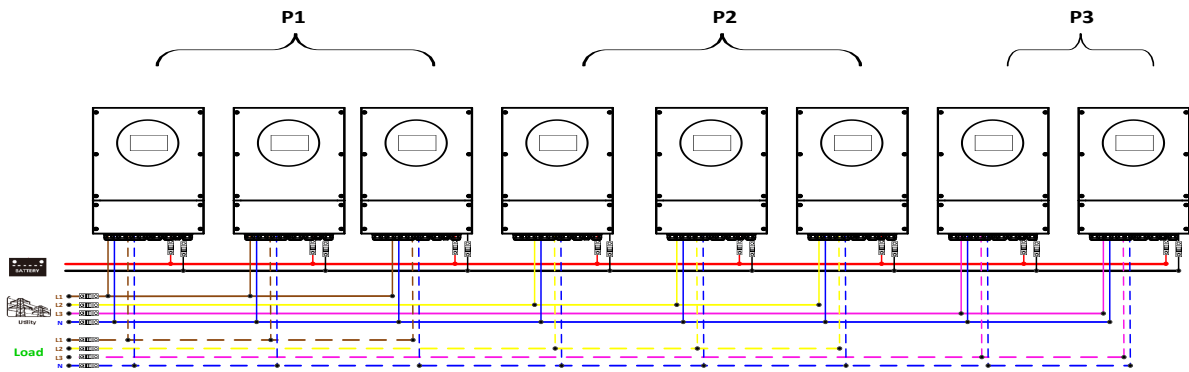 P1 P2 P3
BATTERY
L1
L2
L3
Utility
N
L1
Load L2
L3
N